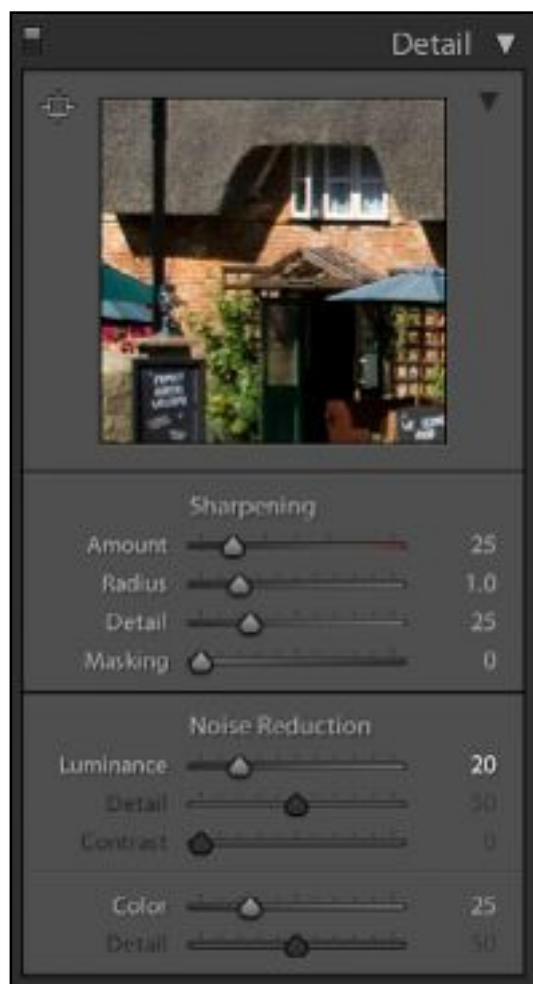 Detail
Sharpening
Amount 25
Radius 1.0
Detail 25
Masking 0
Noise Reduction
Luminance 20
Detail 50
Contrast 0
Color 25
Detail 50